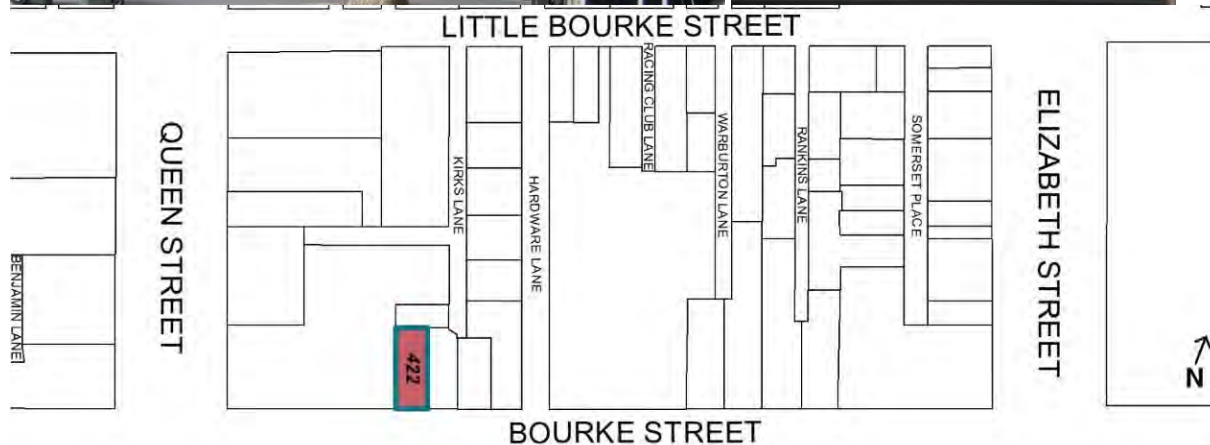 LITTLE BOURKE STREET
QUEEN STREET
BENJAMIN LANE
KIRKS LANE
HARDWARE LANE
RACING CLUB LANE
WARBURTON LANE
RANKINS LANE
SOMERSET PLACE
ELIZABETH STREET
422
N
BOURKE STREET